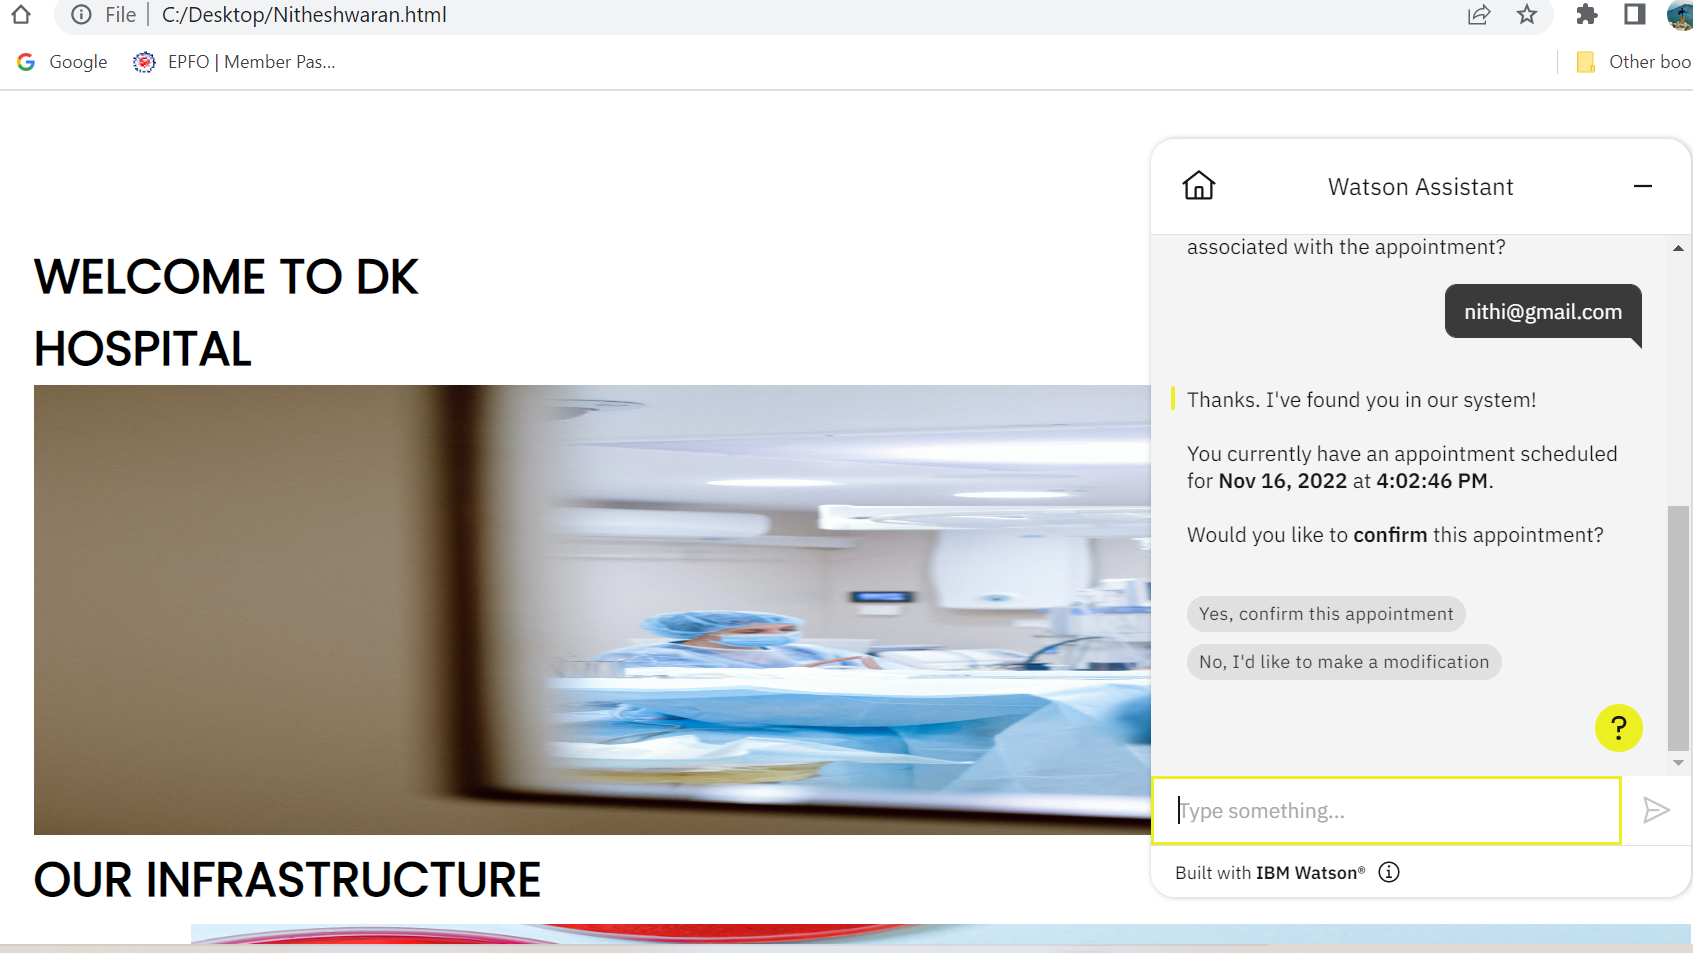 File C:/Desktop/Nitheshwaran.html
Google EPFO | Member Pas... Other boo
Watson Assistant
associated with the appointment?
nithi@gmail.com
WELCOME TO DK
HOSPITAL
Thanks. I've found you in our system!
You currently have an appointment scheduled
for Nov 16, 2022 at 4:02:46 PM.
Would you like to confirm this appointment?
Yes, confirm this appointment
No, I'd like to make a modification
?
Type something...
Built with IBM Watson®
OUR INFRASTRUCTURE